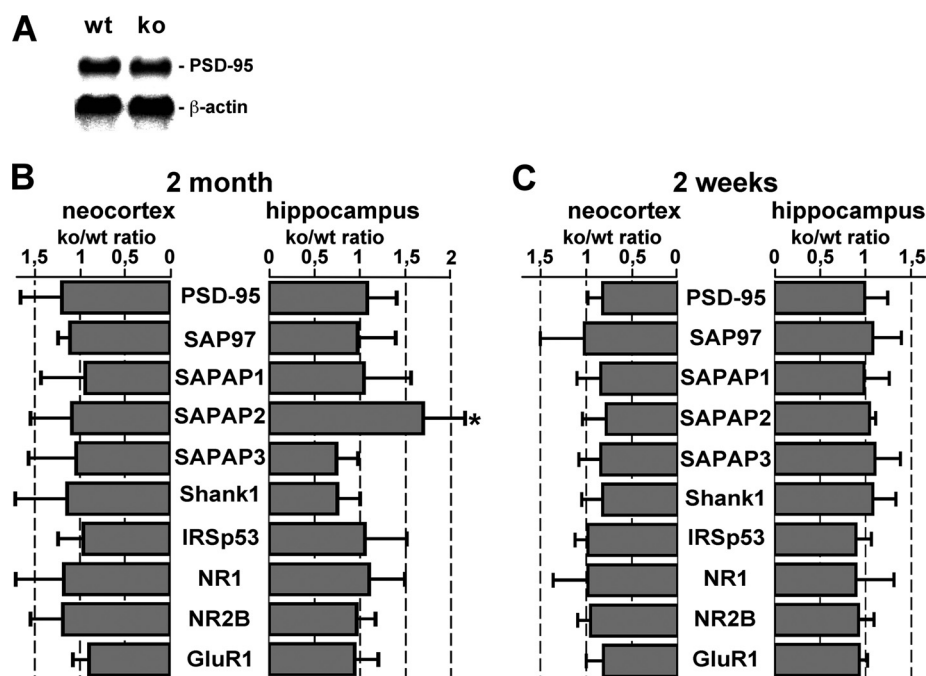 A
wt ko
- PSD-95
- β-actin
B
2 month
neocortex
ko/wt ratio
1,5 1 0,5 0
hippocampus
ko/wt ratio
0 0,5 1 1,5 2
PSD-95
SAP97
SAPAP1
SAPAP2
*
SAPAP3
Shank1
IRSp53
NR1
NR2B
GluR1
C
2 weeks
neocortex
ko/wt ratio
1,5 1 0,5 0
hippocampus
ko/wt ratio
0 0,5 1 1,5
PSD-95
SAP97
SAPAP1
SAPAP2
SAPAP3
Shank1
IRSp53
NR1
NR2B
GluR1